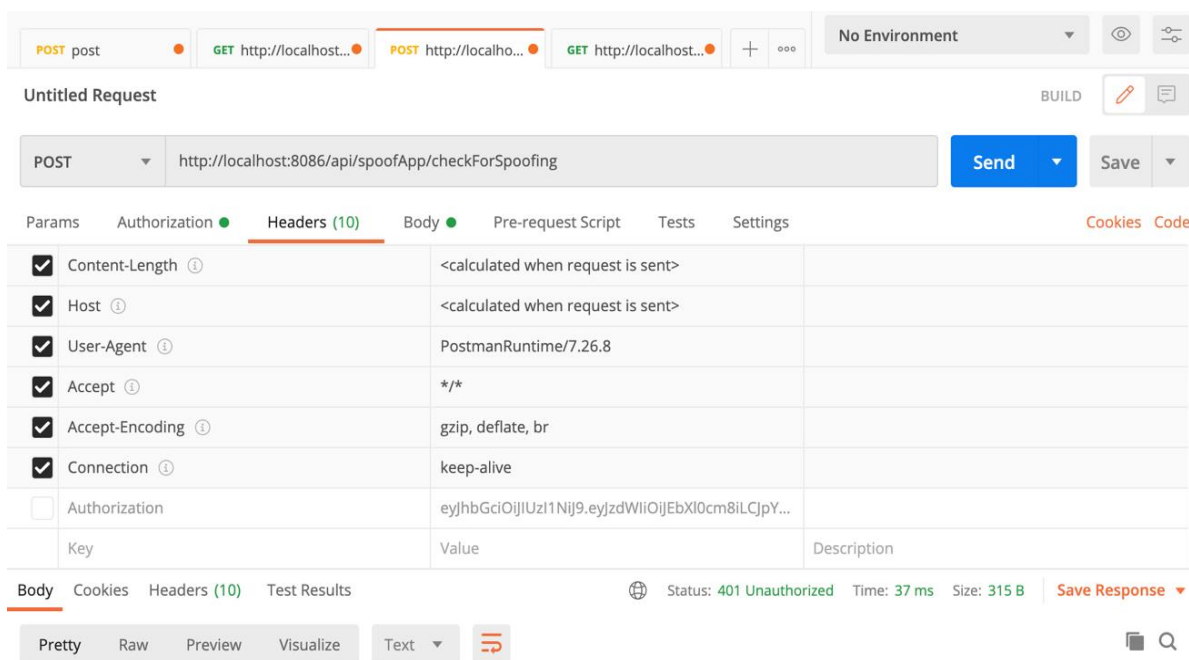 POST post GET http://localhost... POST http://localho... GET http://localhost... No Environment
Untitled Request BUILD
POST http://localhost:8086/api/spoofApp/checkForSpoofing Send Save
Params Authorization Headers (10) Body Pre-request Script Tests Settings Cookies Code
Content-Length <calculated when request is sent>
Host <calculated when request is sent>
User-Agent PostmanRuntime/7.26.8
Accept */*
Accept-Encoding gzip, deflate, br
Connection keep-alive
Authorization eyJhbGciOiJIUzI1NiJ9.eyJzdWIiOiJEbXl0cm8iLCJpY...
Key Value Description
Body Cookies Headers (10) Test Results Status: 401 Unauthorized Time: 37 ms Size: 315 B Save Response
Pretty Raw Preview Visualize Text